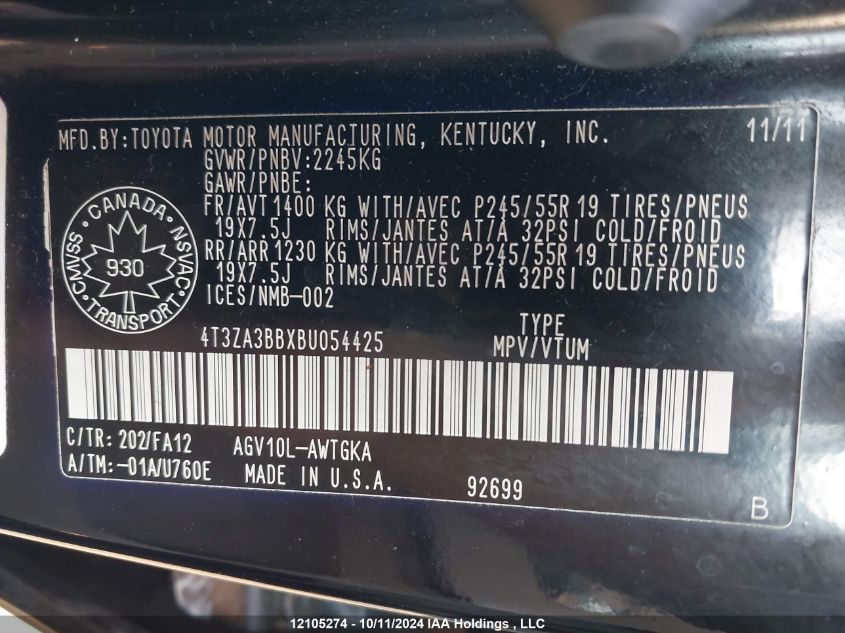 MFD.BY:TOYOTA MOTOR MANUFACTURING, KENTUCKY, INC. 11/11
GVWR/PNBV:2245KG
GAWR/PNBE:
FR/AVT 1400 KG WITH/AVEC P245/55R 19 TIRES/PNEUS
19X7.5J RIMS/JANTES AT/À 32PSI COLD/FROID
RR/ARR 1230 KG WITH/AVEC P245/55R 19 TIRES/PNEUS
19X7.5J RIMS/JANTES AT/À 32PSI COLD/FROID
ICES/NMB-002
CANADA
CMVSS 930 NSVAC
TRANSPORT
4T3ZA3BBXBU054425
TYPE
MPV/VTUM
C/TR: 202/FA12 AGV10L-AWTGKA
A/TM:-01A/U760E MADE IN U.S.A. 92699
B
12105274 - 10/11/2024 IAA Holdings , LLC